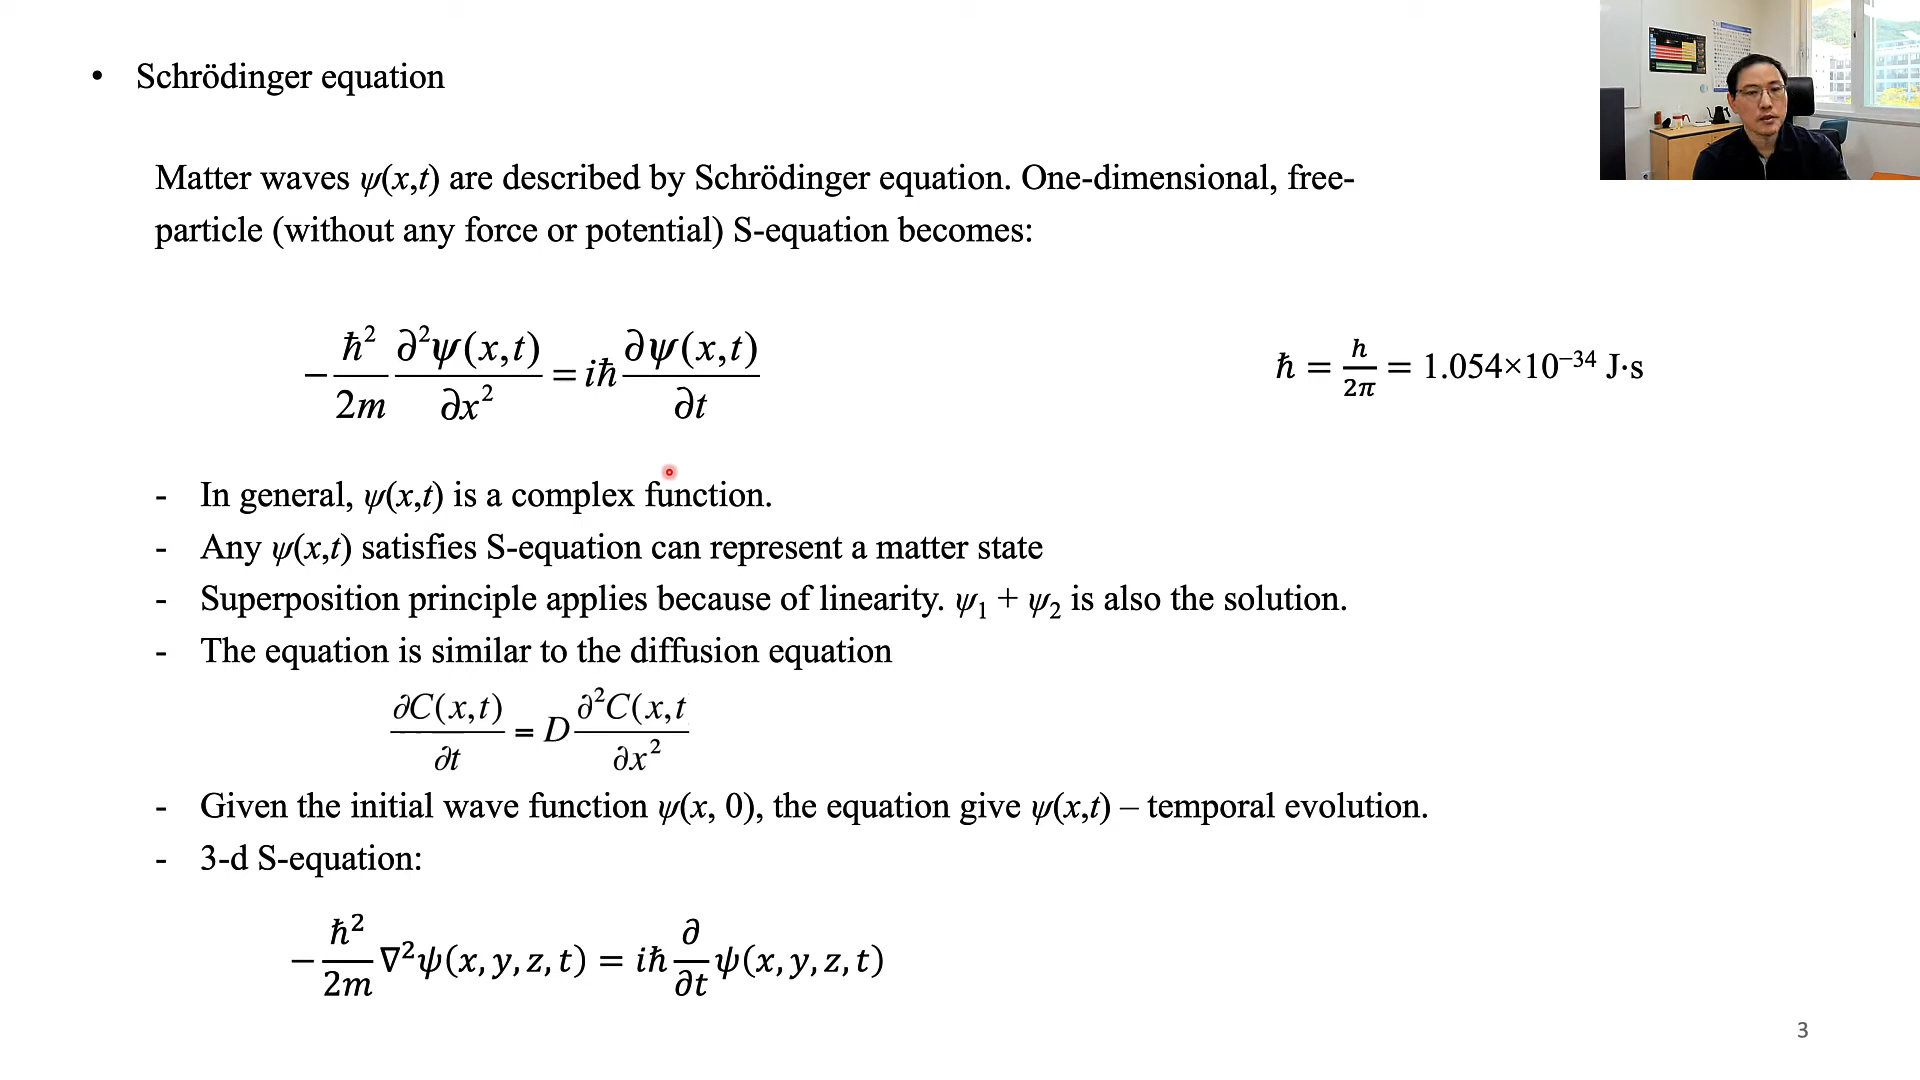 • Schrödinger equation
Matter waves ψ(x,t) are described by Schrödinger equation. One-dimensional, free-
particle (without any force or potential) S-equation becomes:
−ℏ²/2m ∂²ψ(x,t)/∂x² = iℏ ∂ψ(x,t)/∂t
ℏ = h/2π = 1.054×10⁻³⁴ J·s
- In general, ψ(x,t) is a complex function.
- Any ψ(x,t) satisfies S-equation can represent a matter state
- Superposition principle applies because of linearity. ψ₁ + ψ₂ is also the solution.
- The equation is similar to the diffusion equation
∂C(x,t)/∂t = D ∂²C(x,t/∂x²
- Given the initial wave function ψ(x, 0), the equation give ψ(x,t) – temporal evolution.
- 3-d S-equation:
−ℏ²/2m ∇²ψ(x, y, z, t) = iℏ ∂/∂t ψ(x, y, z, t)
3